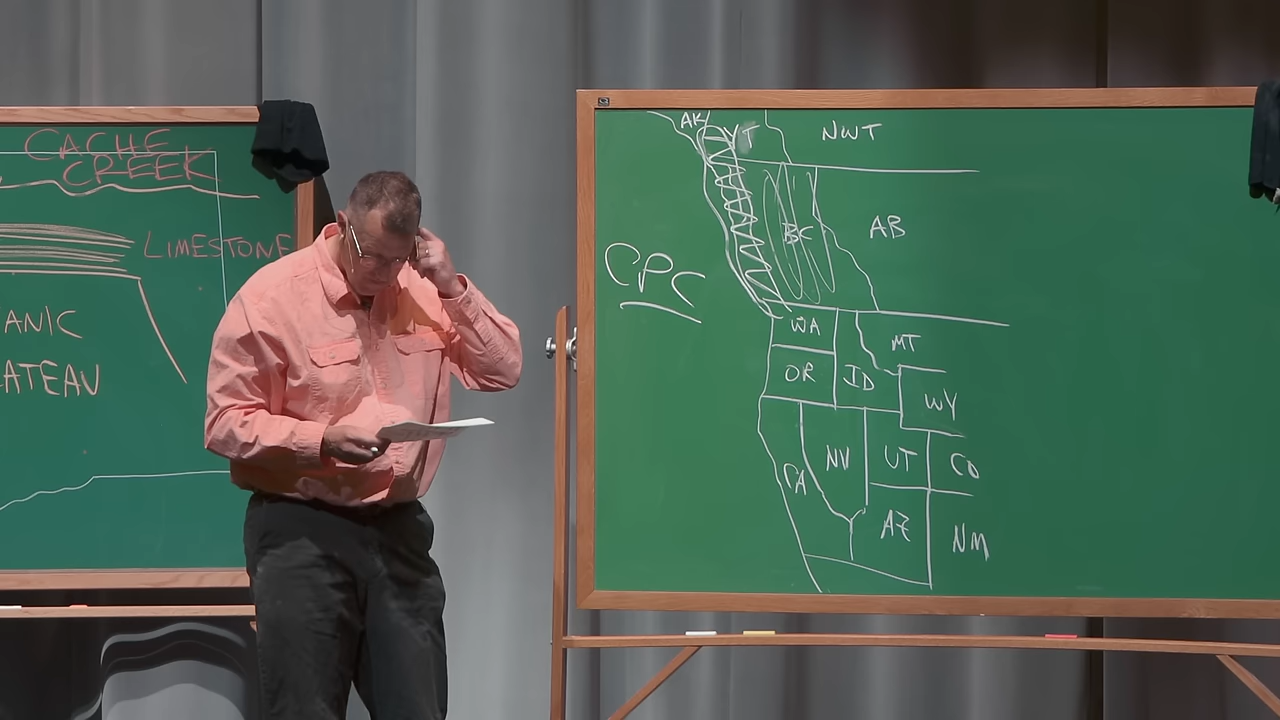 CACHE
CREEK
LIMESTONE
ANIC
ATEAU
CPC
AK YT NWT
BC AB
WA MT
OR ID WY
CA NV UT CO
AZ NM